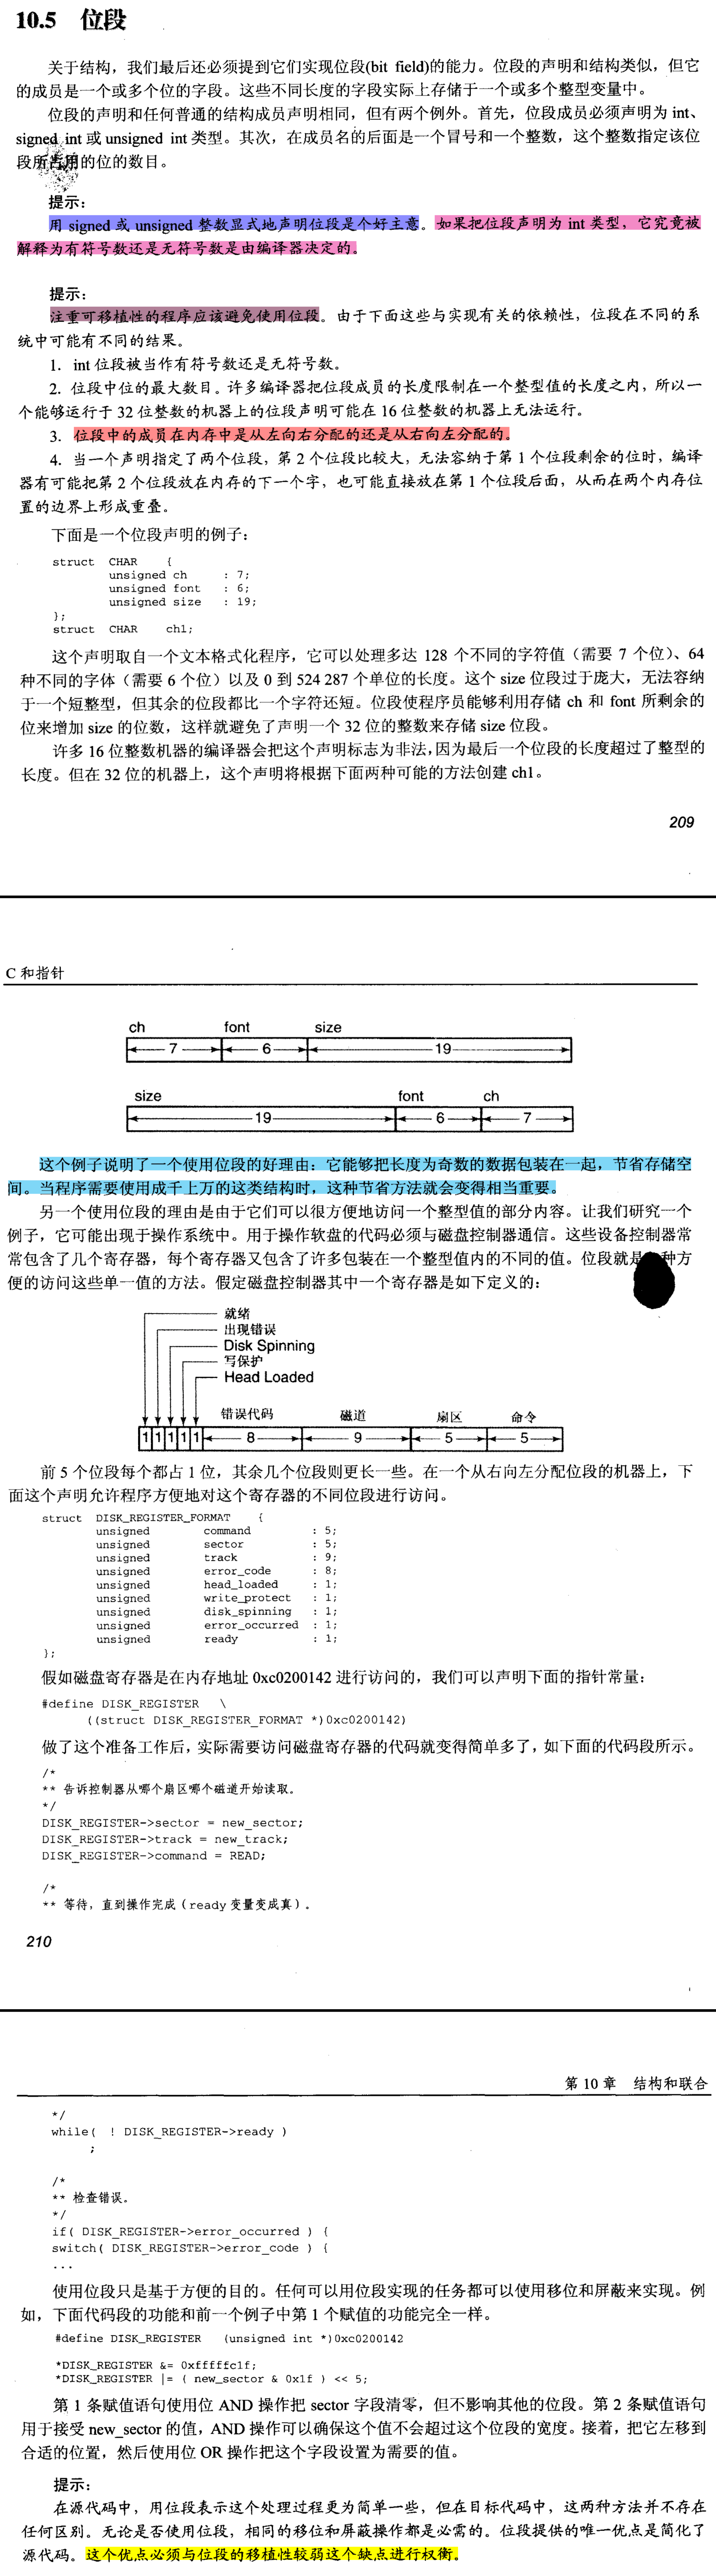 10.5 位段
关于结构，我们最后还必须提到它们实现位段(bit field)的能力。位段的声明和结构类似，但它
的成员是一个或多个位的字段。这些不同长度的字段实际上存储于一个或多个整型变量中。
位段的声明和任何普通的结构成员声明相同，但有两个例外。首先，位段成员必须声明为 int、
signed int 或 unsigned int 类型。其次，在成员名的后面是一个冒号和一个整数，这个整数指定该位
段所占用的位的数目。
提示：
用 signed 或 unsigned 整数显式地声明位段是个好主意。如果把位段声明为 int 类型，它究竟被
解释为有符号数还是无符号数是由编译器决定的。
提示：
注重可移植性的程序应该避免使用位段。由于下面这些与实现有关的依赖性，位段在不同的系
统中可能有不同的结果。
1. int 位段被当作有符号数还是无符号数。
2. 位段中位的最大数目。许多编译器把位段成员的长度限制在一个整型值的长度之内，所以一
个能够运行于 32 位整数的机器上的位段声明可能在 16 位整数的机器上无法运行。
3. 位段中的成员在内存中是从左向右分配的还是从右向左分配的。
4. 当一个声明指定了两个位段，第 2 个位段比较大，无法容纳于第 1 个位段剩余的位时，编译
器有可能把第 2 个位段放在内存的下一个字，也可能直接放在第 1 个位段后面，从而在两个内存位
置的边界上形成重叠。
下面是一个位段声明的例子：
struct CHAR {
unsigned ch : 7;
unsigned font : 6;
unsigned size : 19;
};
struct CHAR ch1;
这个声明取自一个文本格式化程序，它可以处理多达 128 个不同的字符值（需要 7 个位）、64
种不同的字体（需要 6 个位）以及 0 到 524 287 个单位的长度。这个 size 位段过于庞大，无法容纳
于一个短整型，但其余的位段都比一个字符还短。位段使程序员能够利用存储 ch 和 font 所剩余的
位来增加 size 的位数，这样就避免了声明一个 32 位的整数来存储 size 位段。
许多 16 位整数机器的编译器会把这个声明标志为非法，因为最后一个位段的长度超过了整型的
长度。但在 32 位的机器上，这个声明将根据下面两种可能的方法创建 ch1。
209
C 和指针
ch font size
7 6 19
size font ch
19 6 7
这个例子说明了一个使用位段的好理由：它能够把长度为奇数的数据包装在一起，节省存储空
间。当程序需要使用成千上万的这类结构时，这种节省方法就会变得相当重要。
另一个使用位段的理由是由于它们可以很方便地访问一个整型值的部分内容。让我们研究一个
例子，它可能出现于操作系统中。用于操作软盘的代码必须与磁盘控制器通信。这些设备控制器常
常包含了几个寄存器，每个寄存器又包含了许多包装在一个整型值内的不同的值。位段就是 种方
便的访问这些单一值的方法。假定磁盘控制器其中一个寄存器是如下定义的：
就绪
出现错误
Disk Spinning
写保护
Head Loaded
错误代码 磁道 扇区 命令
1 1 1 1 1 8 9 5 5
前 5 个位段每个都占 1 位，其余几个位段则更长一些。在一个从右向左分配位段的机器上，下
面这个声明允许程序方便地对这个寄存器的不同位段进行访问。
struct DISK_REGISTER_FORMAT {
unsigned command : 5;
unsigned sector : 5;
unsigned track : 9;
unsigned error_code : 8;
unsigned head_loaded : 1;
unsigned write_protect : 1;
unsigned disk_spinning : 1;
unsigned error_occurred : 1;
unsigned ready : 1;
};
假如磁盘寄存器是在内存地址 0xc0200142 进行访问的，我们可以声明下面的指针常量：
#define DISK_REGISTER \
((struct DISK_REGISTER_FORMAT *)0xc0200142)
做了这个准备工作后，实际需要访问磁盘寄存器的代码就变得简单多了，如下面的代码段所示。
/*
** 告诉控制器从哪个扇区哪个磁道开始读取。
*/
DISK_REGISTER->sector = new_sector;
DISK_REGISTER->track = new_track;
DISK_REGISTER->command = READ;
/*
** 等待，直到操作完成（ready 变量变成真）。
210
第 10 章 结构和联合
*/
while( ! DISK_REGISTER->ready )
;
/*
** 检查错误。
*/
if( DISK_REGISTER->error_occurred ) {
switch( DISK_REGISTER->error_code ) {
...
使用位段只是基于方便的目的。任何可以用位段实现的任务都可以使用移位和屏蔽来实现。例
如，下面代码段的功能和前一个例子中第 1 个赋值的功能完全一样。
#define DISK_REGISTER (unsigned int *)0xc0200142
*DISK_REGISTER &= 0xfffffc1f;
*DISK_REGISTER |= ( new_sector & 0x1f ) << 5;
第 1 条赋值语句使用位 AND 操作把 sector 字段清零，但不影响其他的位段。第 2 条赋值语句
用于接受 new_sector 的值，AND 操作可以确保这个值不会超过这个位段的宽度。接着，把它左移到
合适的位置，然后使用位 OR 操作把这个字段设置为需要的值。
提示：
在源代码中，用位段表示这个处理过程更为简单一些，但在目标代码中，这两种方法并不存在
任何区别。无论是否使用位段，相同的移位和屏蔽操作都是必需的。位段提供的唯一优点是简化了
源代码。这个优点必须与位段的移植性较弱这个缺点进行权衡。